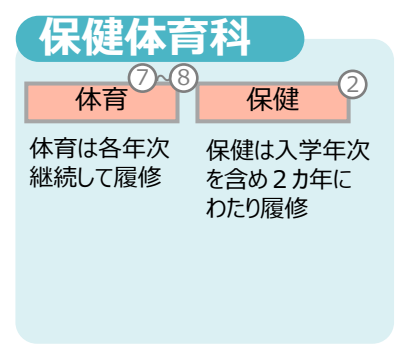 保健体育科
体育
⑦~⑧
保健
②
体育は各年次
継続して履修
保健は入学年次
を含め２カ年に
わたり履修